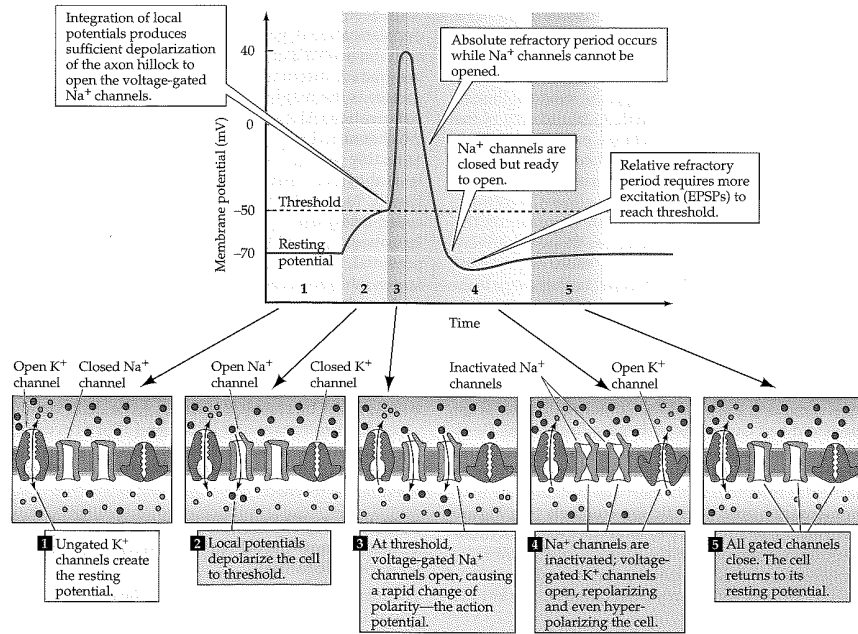 Integration of local
potentials produces
sufficient depolarization
of the axon hillock to
open the voltage-gated
Na⁺ channels.
Absolute refractory period occurs
while Na⁺ channels cannot be
opened.
Na⁺ channels are
closed but ready
to open.
Relative refractory
period requires more
excitation (EPSPs) to
reach threshold.
Membrane potential (mV)
40
0
−50
−70
Threshold
Resting
potential
1
2
3
4
5
Time
Open K⁺
channel
Closed Na⁺
channel
Open Na⁺
channel
Closed K⁺
channel
Inactivated Na⁺
channels
Open K⁺
channel
1 Ungated K⁺
channels create
the resting
potential.
2 Local potentials
depolarize the cell
to threshold.
3 At threshold,
voltage-gated Na⁺
channels open, causing
a rapid change of
polarity—the action
potential.
4 Na⁺ channels are
inactivated; voltage-
gated K⁺ channels
open, repolarizing
and even hyper-
polarizing the cell.
5 All gated channels
close. The cell
returns to its
resting potential.